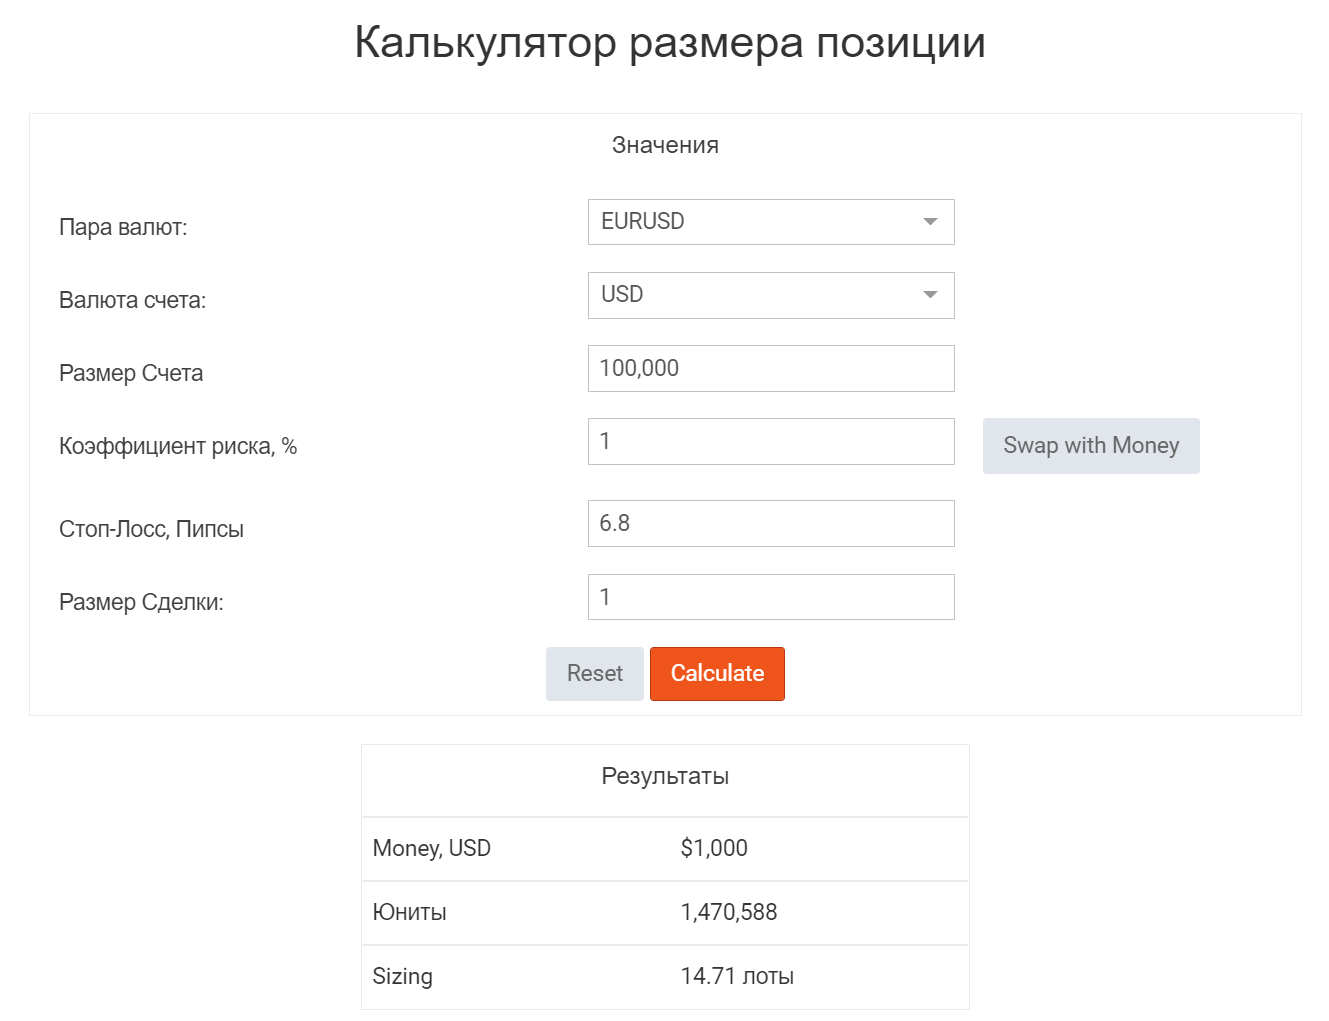 Калькулятор размера позиции
Значения
Пара валют:
EURUSD
Валюта счета:
USD
Размер Счета
100,000
Коэффициент риска, %
1
Swap with Money
Стоп-Лосс, Пипсы
6.8
Размер Сделки:
1
Reset
Calculate
Результаты
Money, USD
$1,000
Юниты
1,470,588
Sizing
14.71 лоты